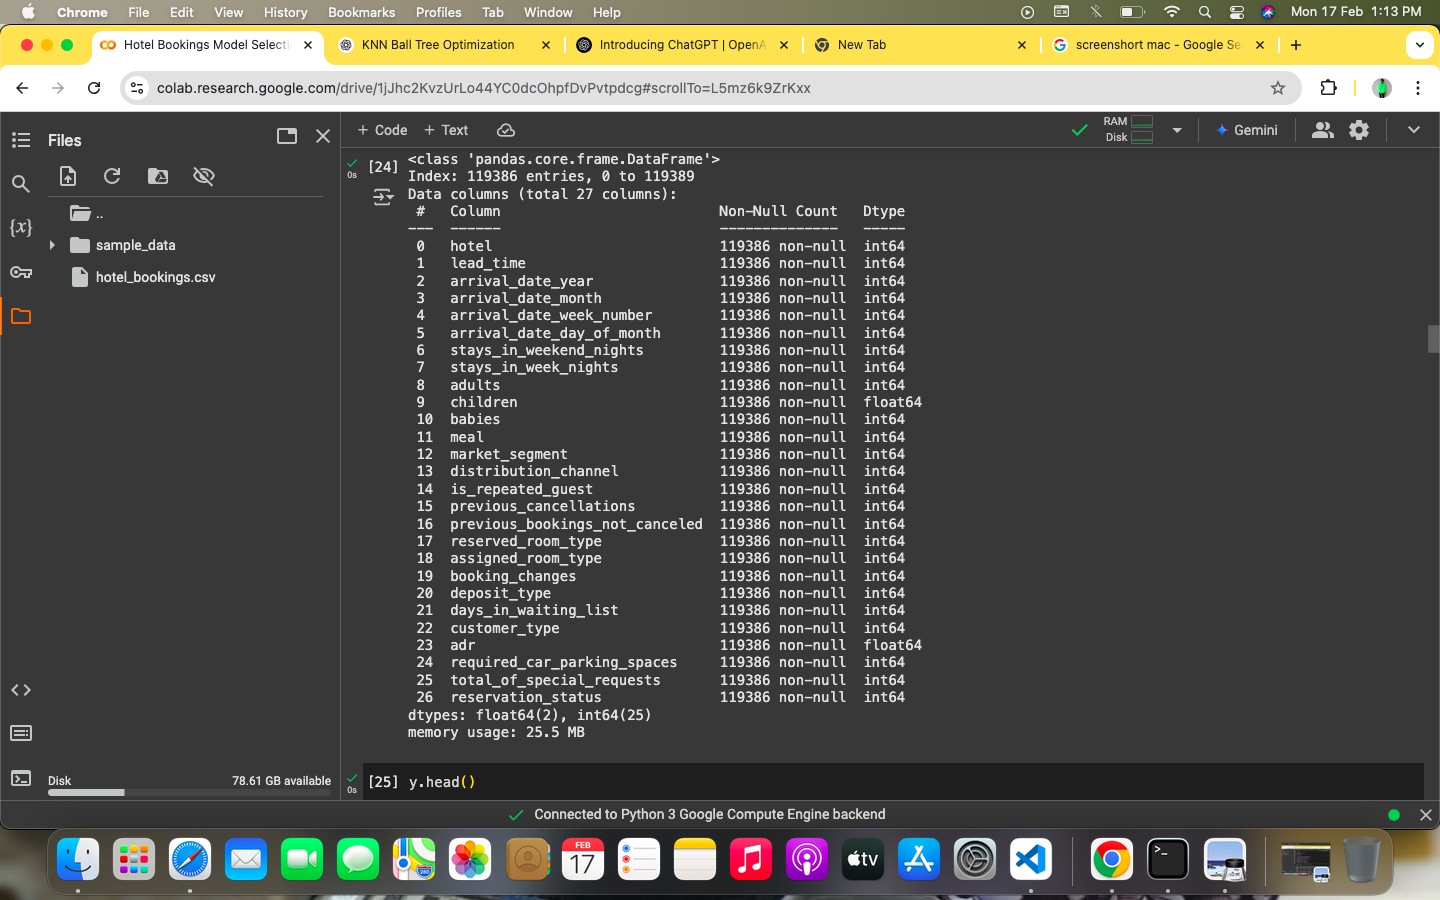 Chrome File Edit View History Bookmarks Profiles Tab Window Help Mon 17 Feb 1:13 PM
Hotel Bookings Model Selecti KNN Ball Tree Optimization Introducing ChatGPT | OpenA New Tab screenshort mac - Google Se
colab.research.google.com/drive/1jJhc2KvzUrLo44YC0dcOhpfDvPvtpdcg#scrollTo=L5mz6k9ZrKxx
Files
+ Code + Text RAM Disk Gemini
..
sample_data
hotel_bookings.csv
Disk 78.61 GB available
0s [24] <class 'pandas.core.frame.DataFrame'>
Index: 119386 entries, 0 to 119389
Data columns (total 27 columns):
# Column Non-Null Count Dtype
--- ------ -------------- -----
0 hotel 119386 non-null int64
1 lead_time 119386 non-null int64
2 arrival_date_year 119386 non-null int64
3 arrival_date_month 119386 non-null int64
4 arrival_date_week_number 119386 non-null int64
5 arrival_date_day_of_month 119386 non-null int64
6 stays_in_weekend_nights 119386 non-null int64
7 stays_in_week_nights 119386 non-null int64
8 adults 119386 non-null int64
9 children 119386 non-null float64
10 babies 119386 non-null int64
11 meal 119386 non-null int64
12 market_segment 119386 non-null int64
13 distribution_channel 119386 non-null int64
14 is_repeated_guest 119386 non-null int64
15 previous_cancellations 119386 non-null int64
16 previous_bookings_not_canceled 119386 non-null int64
17 reserved_room_type 119386 non-null int64
18 assigned_room_type 119386 non-null int64
19 booking_changes 119386 non-null int64
20 deposit_type 119386 non-null int64
21 days_in_waiting_list 119386 non-null int64
22 customer_type 119386 non-null int64
23 adr 119386 non-null float64
24 required_car_parking_spaces 119386 non-null int64
25 total_of_special_requests 119386 non-null int64
26 reservation_status 119386 non-null int64
dtypes: float64(2), int64(25)
memory usage: 25.5 MB
0s [25] y.head()
Connected to Python 3 Google Compute Engine backend
FEB
17
tv